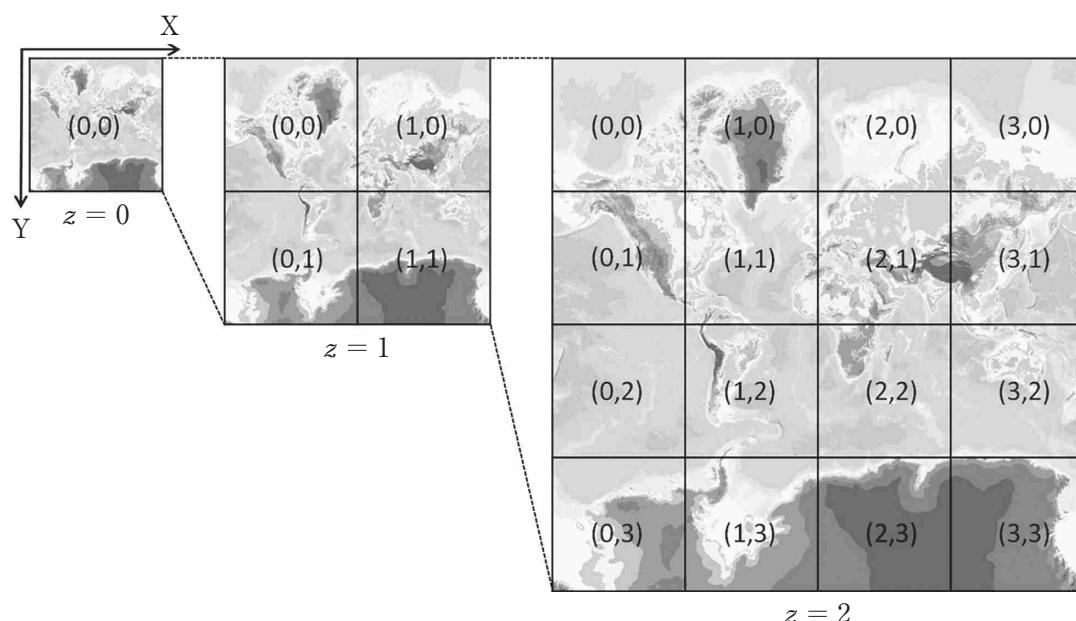 X
Y
(0,0)
z = 0
(0,0) (1,0)
(0,1) (1,1)
z = 1
(0,0) (1,0) (2,0) (3,0)
(0,1) (1,1) (2,1) (3,1)
(0,2) (1,2) (2,2) (3,2)
(0,3) (1,3) (2,3) (3,3)
z = 2